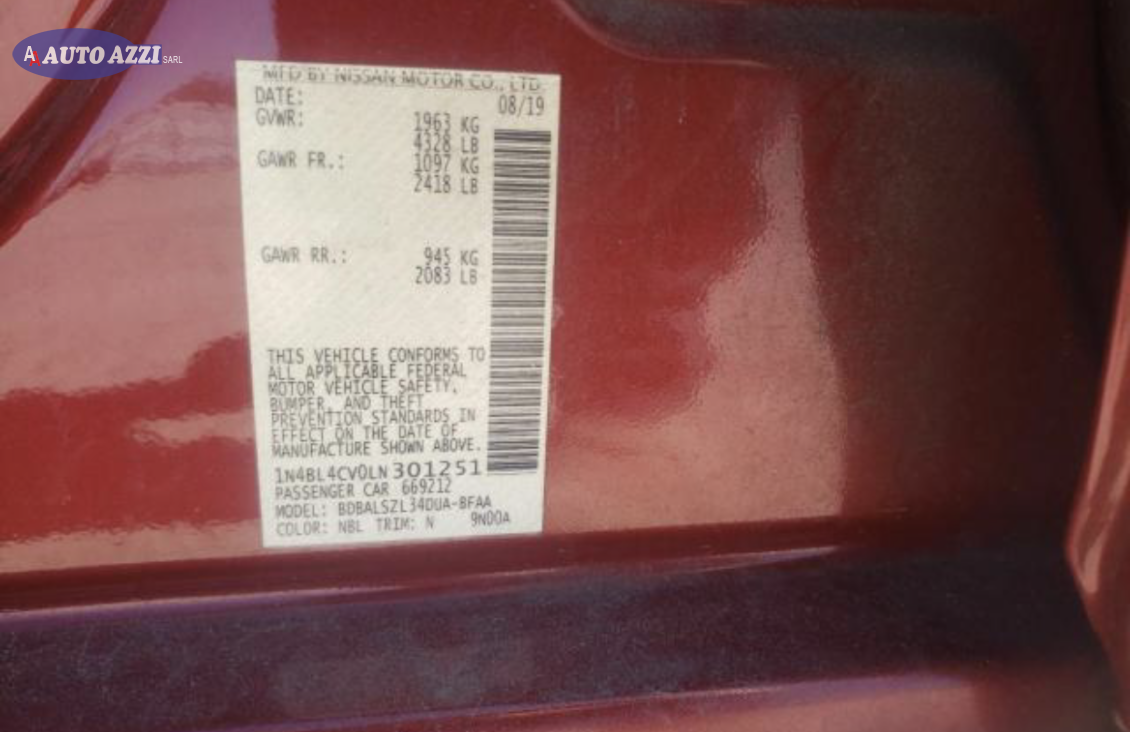 AUTO AZZI SARL
MFD BY NISSAN MOTOR CO., LTD.
DATE: 08/19
GVWR: 1963 KG
4328 LB
GAWR FR.: 1097 KG
2418 LB
GAWR RR.: 945 KG
2083 LB
THIS VEHICLE CONFORMS TO
ALL APPLICABLE FEDERAL
MOTOR VEHICLE SAFETY,
BUMPER, AND THEFT
PREVENTION STANDARDS IN
EFFECT ON THE DATE OF
MANUFACTURE SHOWN ABOVE.
1N4BL4CV0LN301251
PASSENGER CAR 669212
MODEL: BDBALSZL34DUA-BFAA
COLOR: NBL TRIM: N 9N00A